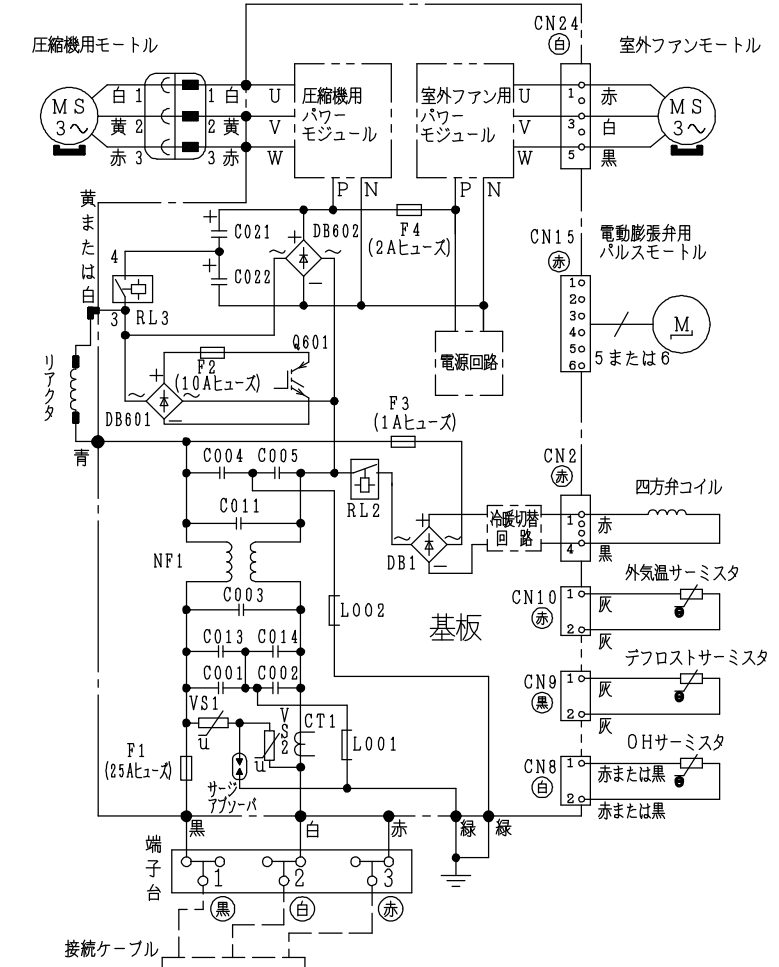 圧縮機用モートル
CN24
白
室外ファンモートル
MS
3～
白 1
黄 2
赤 3
1 白
2 黄
3 赤
U
V
W
圧縮機用
パワー
モジュール
P N
室外ファン用
パワー
モジュール
P N
U
V
W
1
3
5
赤
白
黒
MS
3～
黄または白
+
C021
+
C022
DB602
+
－
F4
(2Aヒューズ)
CN15
赤
電動膨張弁用
パルスモートル
1
2
3
4
5
6
5または6
M
4
3
RL3
電源回路
リアクタ
Q601
F2
(10Aヒューズ)
+
－
DB601
青
F3
(1Aヒューズ)
C004
C005
RL2
C011
NF1
+
－
DB1
冷暖切替
回 路
CN2
赤
1
4
赤
黒
四方弁コイル
C003
L002
基板
CN10
赤
1
2
灰
灰
外気温サーミスタ
C013
C014
C001
C002
CN9
黒
1
2
灰
灰
デフロストサーミスタ
VS1
u
VS2
u
CT1
L001
F1
(25Aヒューズ)
サージ
アブソーバ
CN8
白
1
2
赤または黒
赤または黒
OHサーミスタ
黒
白
赤
緑
緑
端子台
1
2
3
黒
白
赤
接続ケーブル